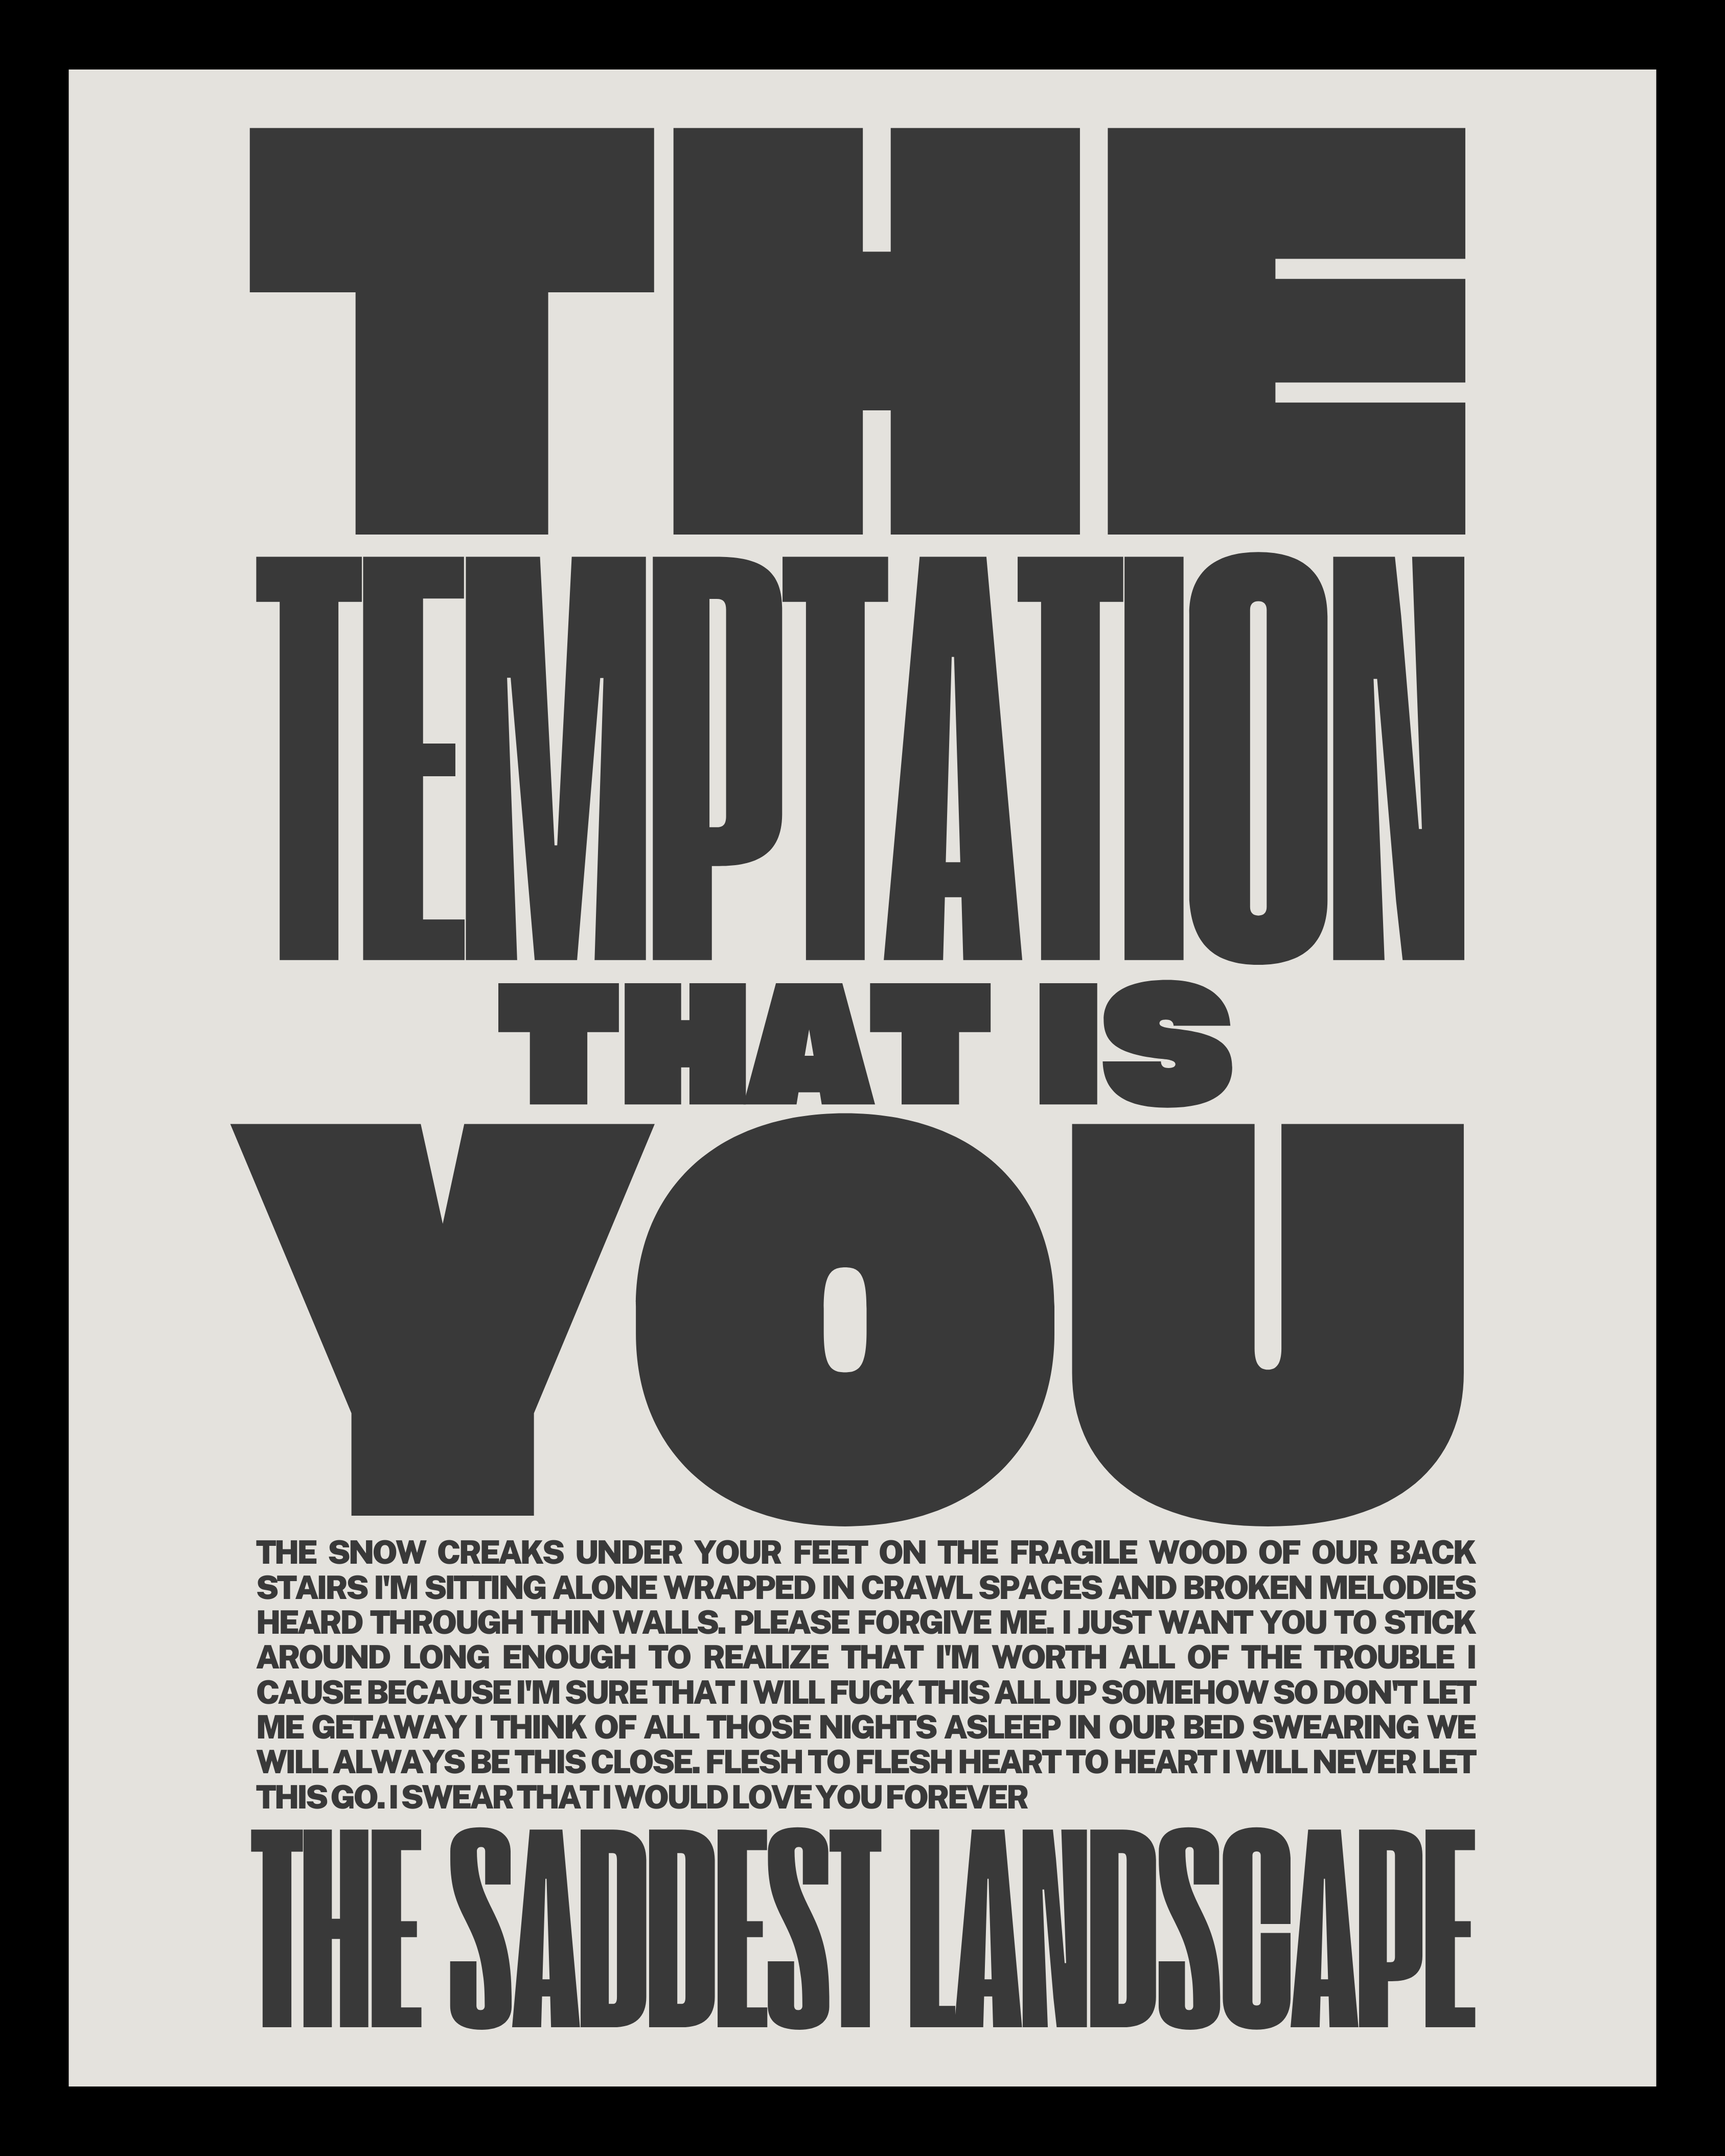 THE
TEMPTATION
THAT IS
YOU
THE SNOW CREAKS UNDER YOUR FEET ON THE FRAGILE WOOD OF OUR BACK
STAIRS I'M SITTING ALONE WRAPPED IN CRAWL SPACES AND BROKEN MELODIES
HEARD THROUGH THIN WALLS. PLEASE FORGIVE ME. I JUST WANT YOU TO STICK
AROUND LONG ENOUGH TO REALIZE THAT I'M WORTH ALL OF THE TROUBLE I
CAUSE BECAUSE I'M SURE THAT I WILL FUCK THIS ALL UP SOMEHOW SO DON'T LET
ME GETAWAY I THINK OF ALL THOSE NIGHTS ASLEEP IN OUR BED SWEARING WE
WILL ALWAYS BE THIS CLOSE. FLESH TO FLESH HEART TO HEART I WILL NEVER LET
THIS GO. I SWEAR THAT I WOULD LOVE YOU FOREVER
THE SADDEST LANDSCAPE